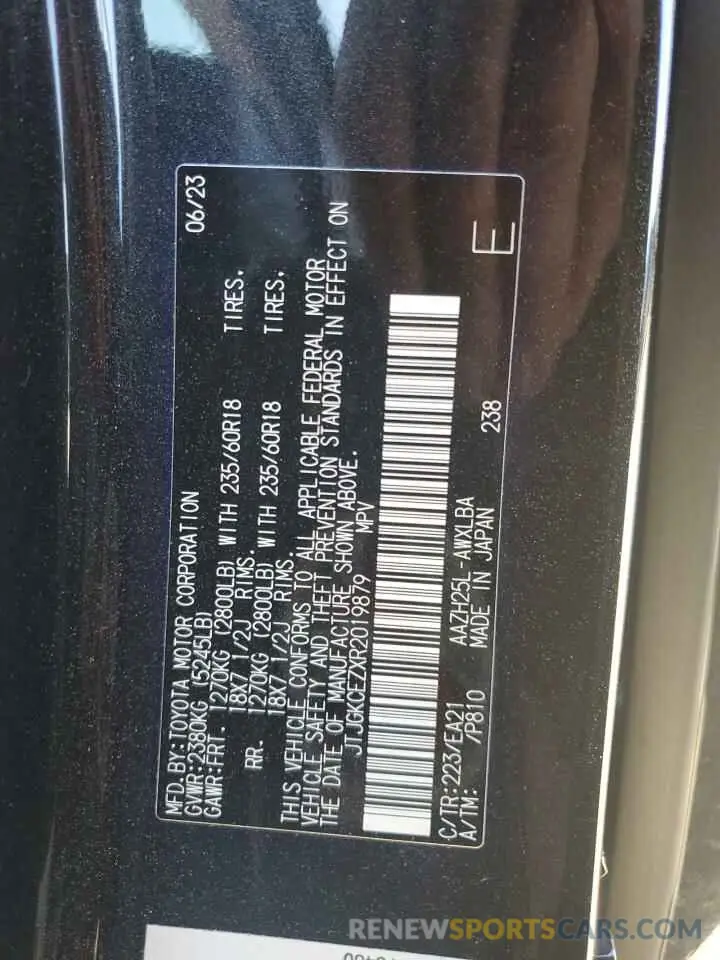 MFD. BY: TOYOTA MOTOR CORPORATION 06/23
GVWR: 2380KG (5245LB)
GAWR: FRT. 1270KG (2800LB) WITH 235/60R18 TIRES.
18X7 1/2J RIMS.
RR. 1270KG (2800LB) WITH 235/60R18 TIRES.
18X7 1/2J RIMS.
THIS VEHICLE CONFORMS TO ALL APPLICABLE FEDERAL MOTOR
VEHICLE SAFETY AND THEFT PREVENTION STANDARDS IN EFFECT ON
THE DATE OF MANUFACTURE SHOWN ABOVE.
JTJGKCEZXR2019879 MPV
C/TR: 223/EA21 AAZH25L-AWXLBA
A/TM: /P810 MADE IN JAPAN 238 E
RENEWSPORTSCARS.COM